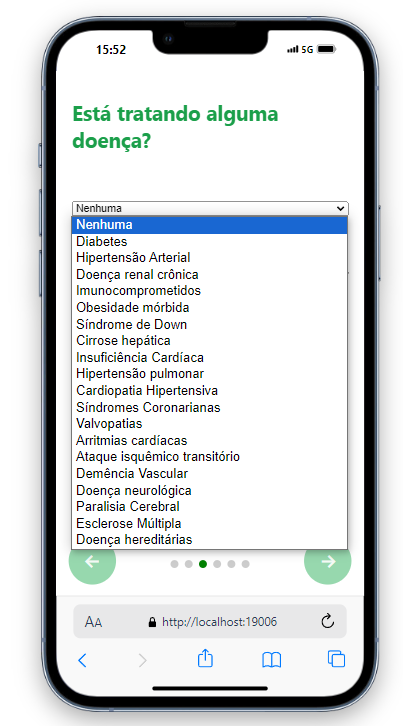 15:52
5G
Está tratando alguma
doença?
Nenhuma
Nenhuma
Diabetes
Hipertensão Arterial
Doença renal crônica
Imunocomprometidos
Obesidade mórbida
Síndrome de Down
Cirrose hepática
Insuficiência Cardíaca
Hipertensão pulmonar
Cardiopatia Hipertensiva
Síndromes Coronarianas
Valvopatias
Arritmias cardíacas
Ataque isquêmico transitório
Demência Vascular
Doença neurológica
Paralisia Cerebral
Esclerose Múltipla
Doença hereditárias
AA http://localhost:19006